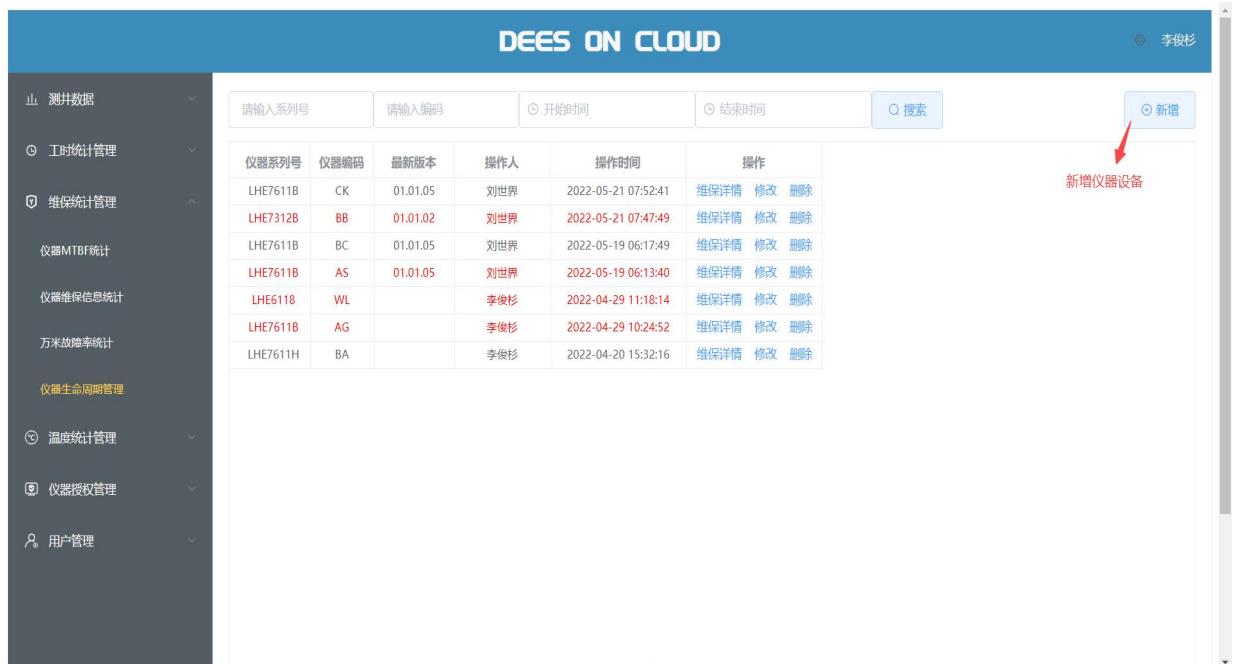 DEES ON CLOUD
李俊杉
测井数据
工时统计管理
维保统计管理
仪器MTBF统计
仪器维保信息统计
万米故障率统计
仪器生命周期管理
温度统计管理
仪器授权管理
用户管理
请输入系列号 请输入编码 开始时间 结束时间 搜索 新增
新增仪器设备
仪器系列号 仪器编码 最新版本 操作人 操作时间 操作
LHE7611B CK 01.01.05 刘世界 2022-05-21 07:52:41 维保详情 修改 删除
LHE7312B BB 01.01.02 刘世界 2022-05-21 07:47:49 维保详情 修改 删除
LHE7611B BC 01.01.05 刘世界 2022-05-19 06:17:49 维保详情 修改 删除
LHE7611B AS 01.01.05 刘世界 2022-05-19 06:13:40 维保详情 修改 删除
LHE6118 WL 李俊杉 2022-04-29 11:18:14 维保详情 修改 删除
LHE7611B AG 李俊杉 2022-04-29 10:24:52 维保详情 修改 删除
LHE7611H BA 李俊杉 2022-04-20 15:32:16 维保详情 修改 删除